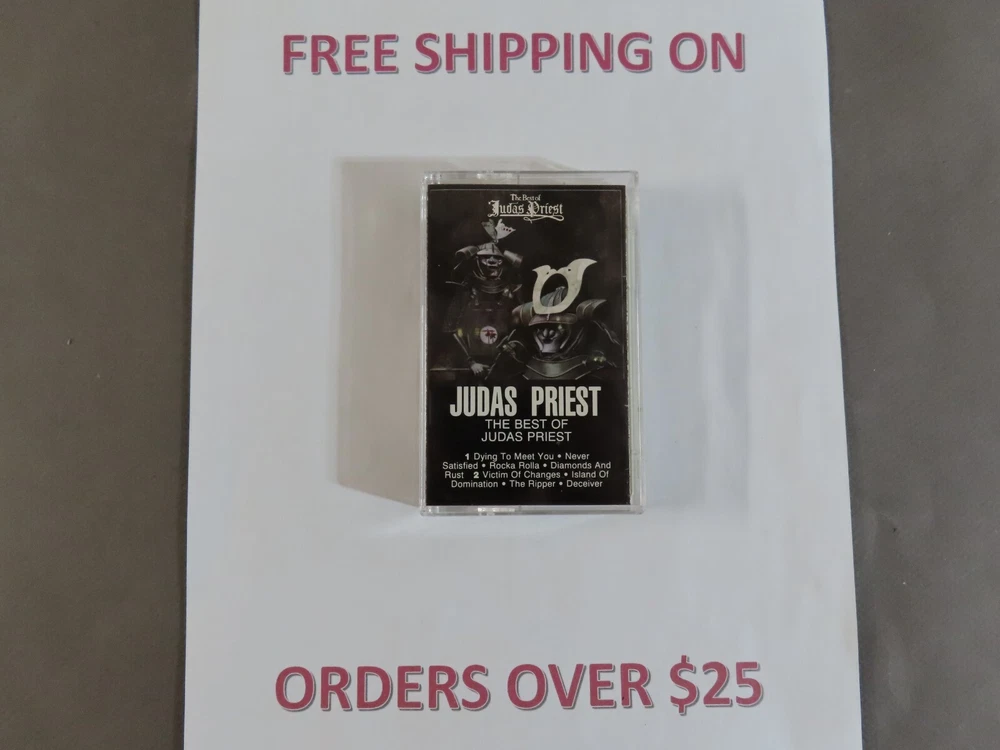 FREE SHIPPING ON
The Best of
Judas Priest
JUDAS PRIEST
THE BEST OF
JUDAS PRIEST
1 Dying To Meet You • Never
Satisfied • Rocka Rolla • Diamonds And
Rust 2 Victim Of Changes • Island Of
Domination • The Ripper • Deceiver
ORDERS OVER $25